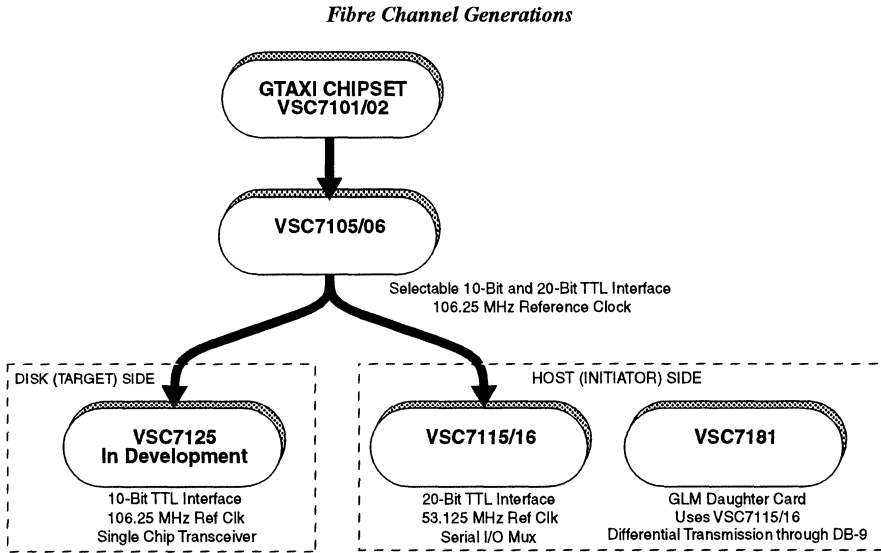 Fibre Channel Generations
GTAXI CHIPSET
VSC7101/02
VSC7105/06
Selectable 10-Bit and 20-Bit TTL Interface
106.25 MHz Reference Clock
DISK (TARGET) SIDE
VSC7125
In Development
10-Bit TTL Interface
106.25 MHz Ref Clk
Single Chip Transceiver
HOST (INITIATOR) SIDE
VSC7115/16
20-Bit TTL Interface
53.125 MHz Ref Clk
Serial I/O Mux
VSC7181
GLM Daughter Card
Uses VSC7115/16
Differential Transmission through DB-9